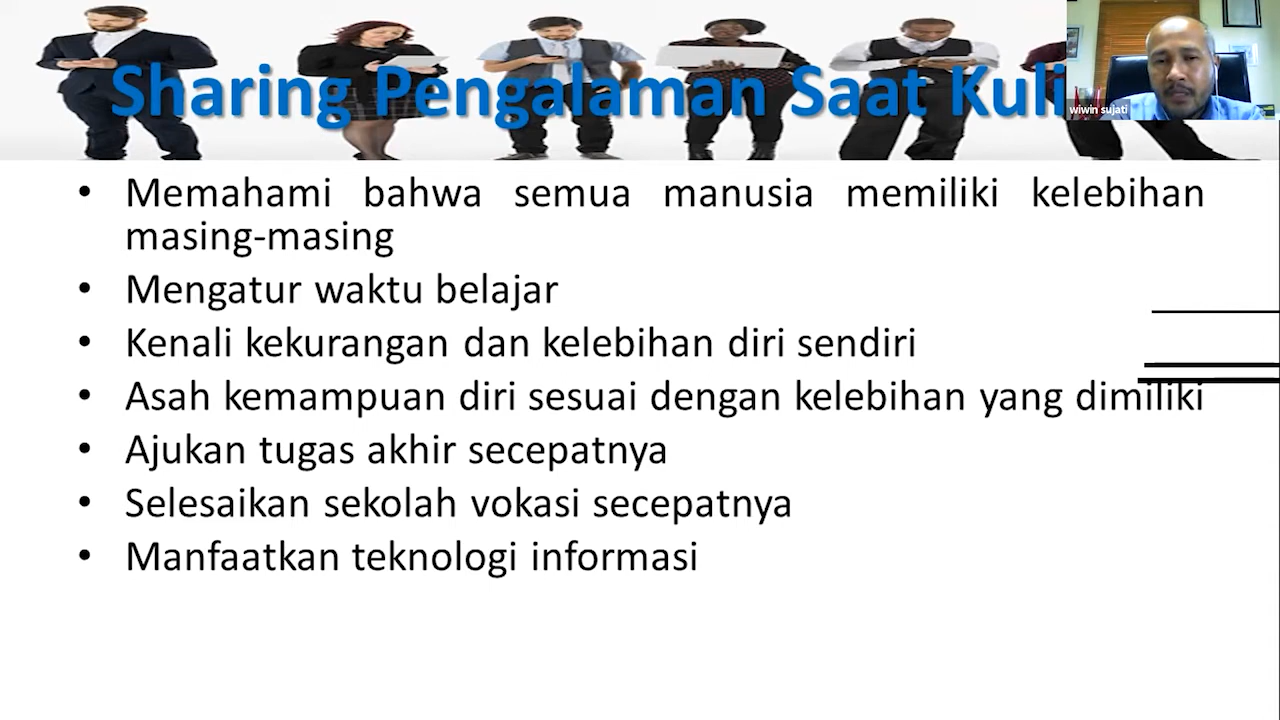 Sharing Pengalaman Saat Kuli
wiwin sujati
• Memahami bahwa semua manusia memiliki kelebihan
masing-masing
• Mengatur waktu belajar
• Kenali kekurangan dan kelebihan diri sendiri
• Asah kemampuan diri sesuai dengan kelebihan yang dimiliki
• Ajukan tugas akhir secepatnya
• Selesaikan sekolah vokasi secepatnya
• Manfaatkan teknologi informasi